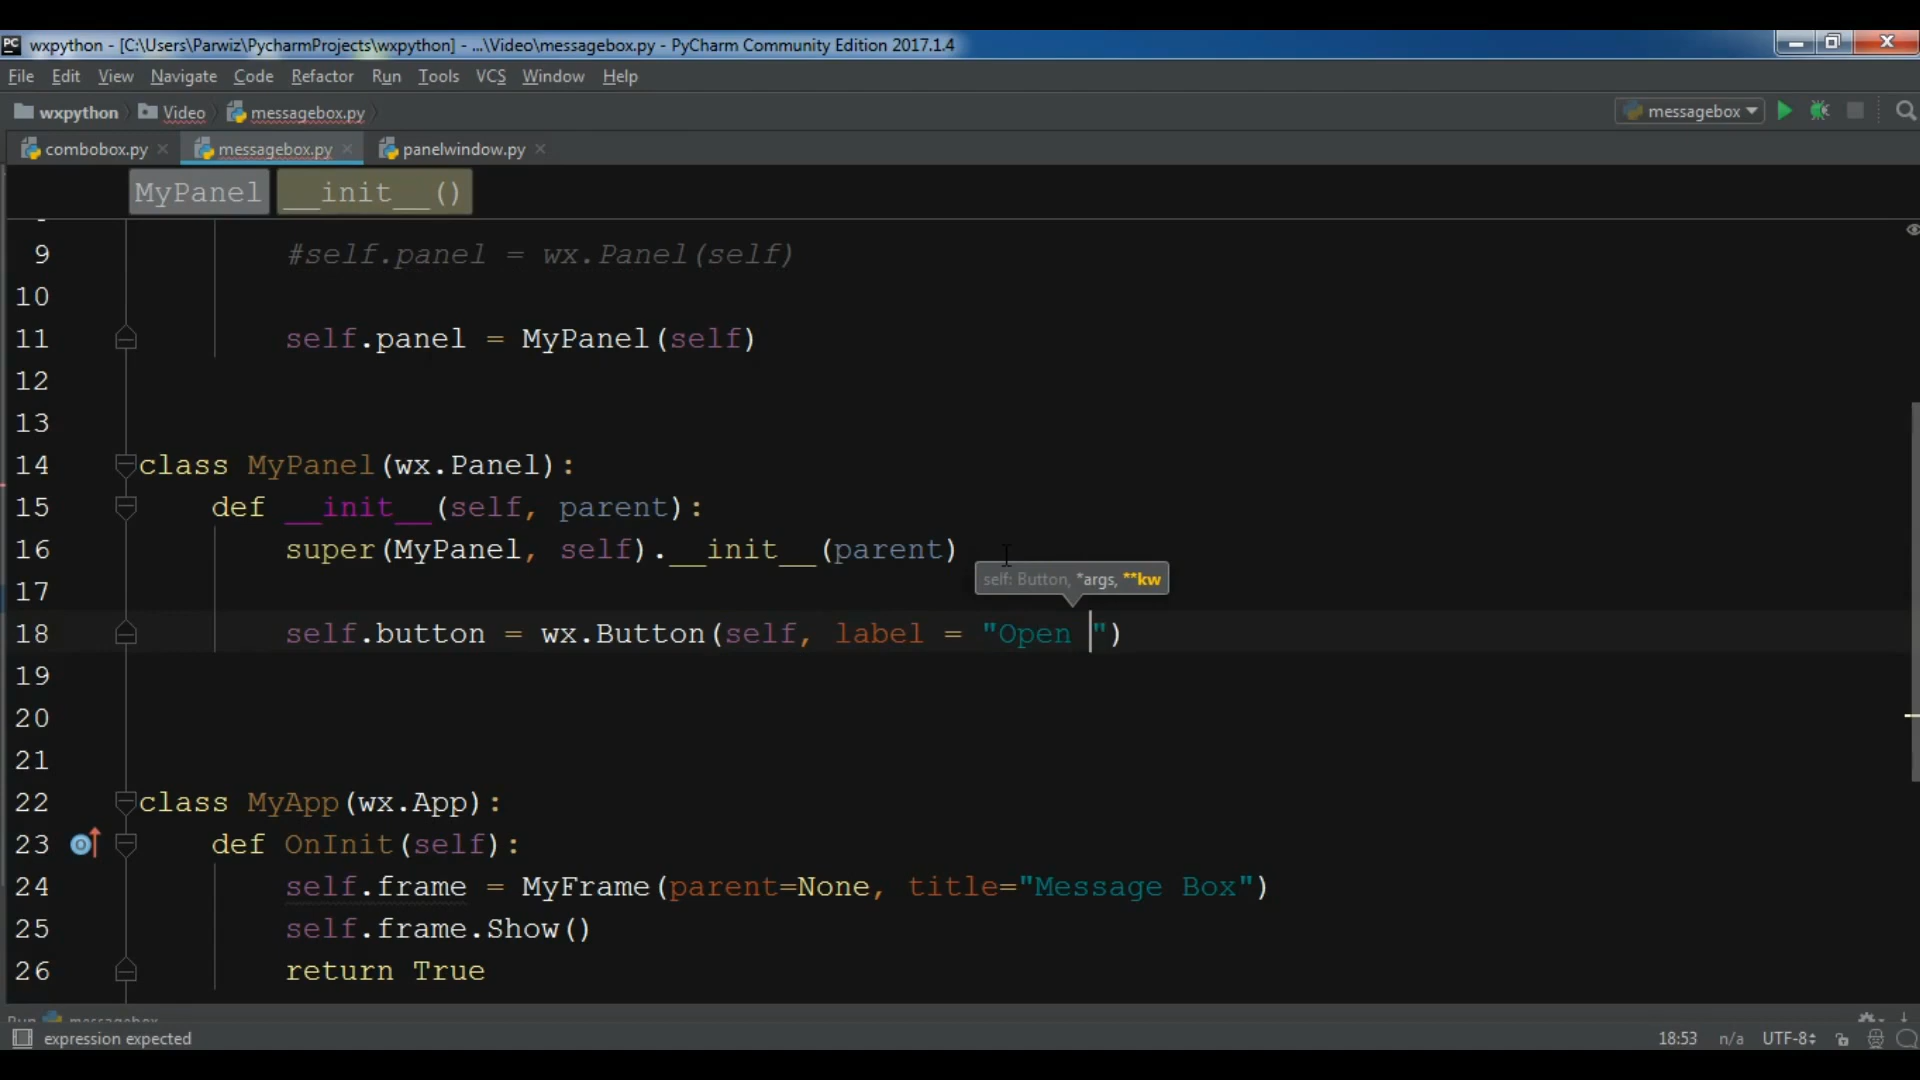 PC wxpython - [C:\Users\Parwiz\PycharmProjects\wxpython] - ...\Video\messagebox.py - PyCharm Community Edition 2017.1.4
File Edit View Navigate Code Refactor Run Tools VCS Window Help
wxpython Video messagebox.py messagebox
combobox.py messagebox.py panelwindow.py
MyPanel __init__()
9 #self.panel = wx.Panel(self)
10
11 self.panel = MyPanel(self)
12
13
14 class MyPanel(wx.Panel):
15 def __init__(self, parent):
16 super(MyPanel, self).__init__(parent)
self: Button, *args, **kw
17
18 self.button = wx.Button(self, label = "Open ")
19
20
21
22 class MyApp(wx.App):
23 def OnInit(self):
24 self.frame = MyFrame(parent=None, title="Message Box")
25 self.frame.Show()
26 return True
Run messagebox
expression expected 18:53 n/a UTF-8